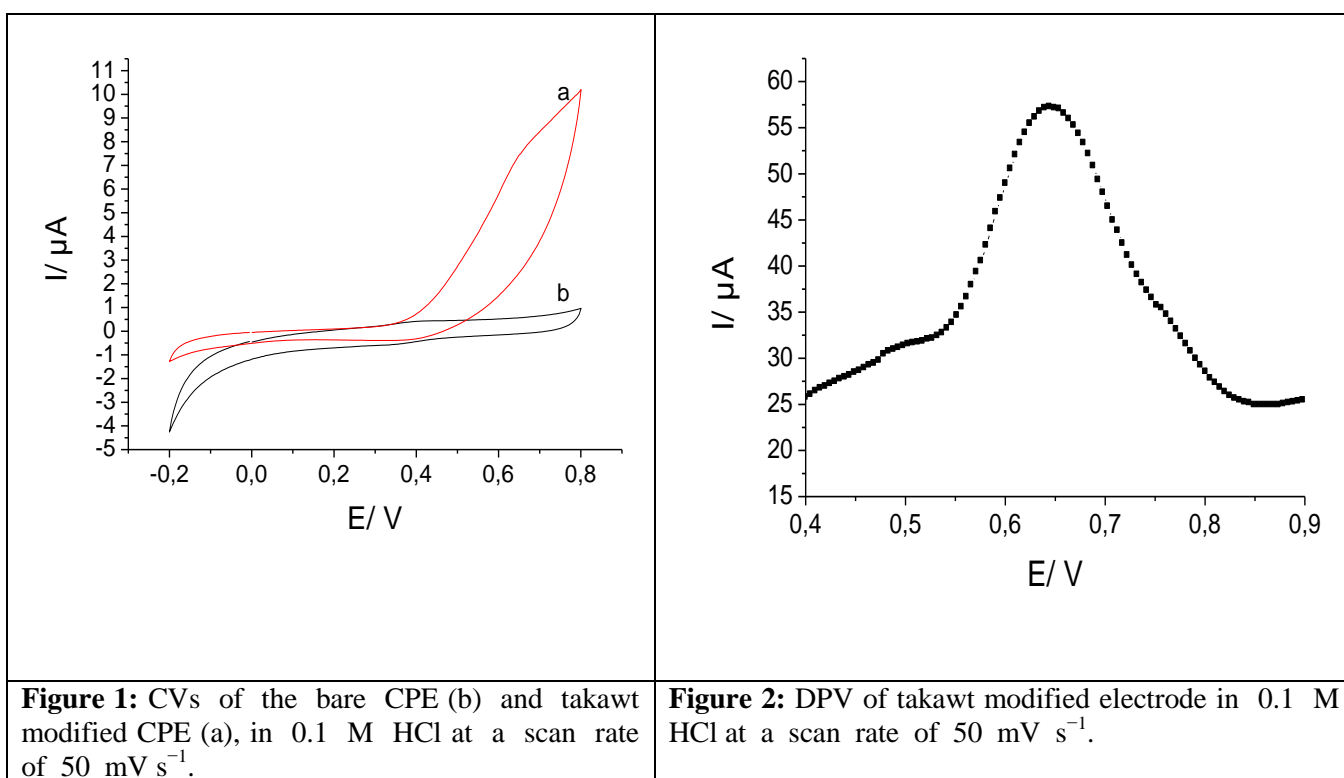 11
10
9
8
7
6
5
4
3
2
1
0
-1
-2
-3
-4
-5
I/ µA
a
b
-0,2 0,0 0,2 0,4 0,6 0,8
E/ V
60
55
50
45
40
35
30
25
20
15
I/ µA
0,4 0,5 0,6 0,7 0,8 0,9
E/ V
Figure 1: CVs of the bare CPE (b) and takawt
modified CPE (a), in 0.1 M HCl at a scan rate
of 50 mV s⁻¹.
Figure 2: DPV of takawt modified electrode in 0.1 M
HCl at a scan rate of 50 mV s⁻¹.